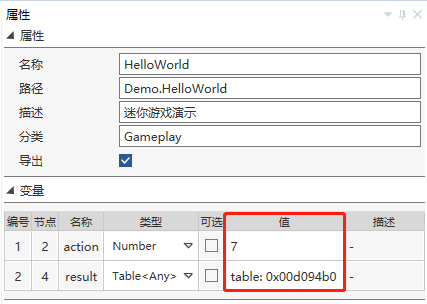 属性
属性
名称 HelloWorld
路径 Demo.HelloWorld
描述 迷你游戏演示
分类 Gameplay
导出
变量
编号 节点 名称 类型 可选 值 描述
1 2 action Number 7 -
2 4 result Table<Any> table: 0x00d094b0 -